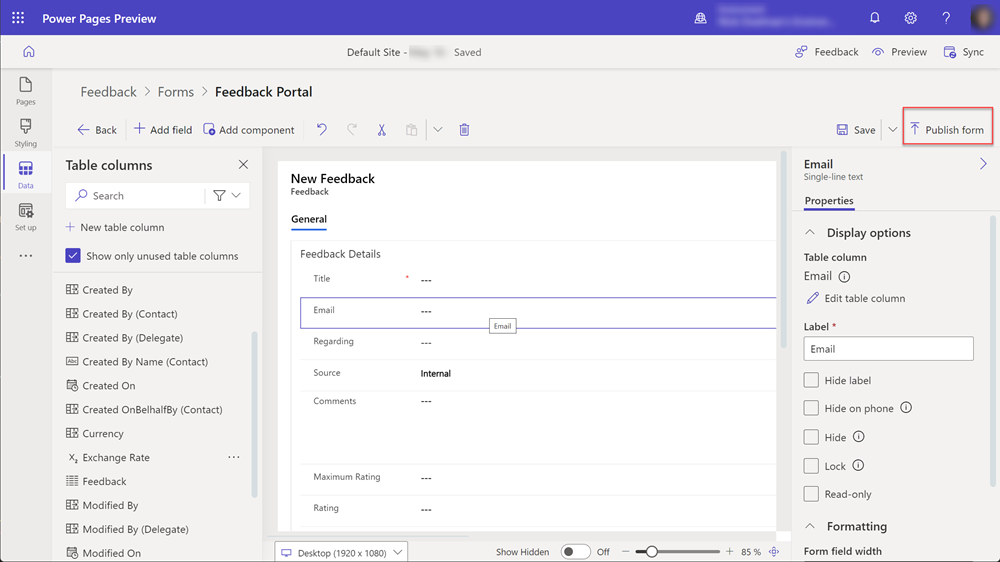 Power Pages Preview
Default Site - Saved
Feedback
Preview
Sync
Pages
Styling
Data
Set up
Feedback > Forms > Feedback Portal
Back
Add field
Add component
Save
Publish form
Table columns
Search
New table column
Show only unused table columns
Created By
Created By (Contact)
Created By (Delegate)
Abc Created By Name (Contact)
Created On
Created OnBelhalfBy (Contact)
Currency
Exchange Rate
Feedback
Modified By
Modified By (Delegate)
Modified On
New Feedback
Feedback
General
Feedback Details
Title * ---
Email ---
Email
Regarding ---
Source Internal
Comments ---
Maximum Rating ---
Rating ---
Desktop (1920 x 1080)
Show Hidden Off
85 %
Email
Single-line text
Properties
Display options
Table column
Email
Edit table column
Label *
Email
Hide label
Hide on phone
Hide
Lock
Read-only
Formatting
Form field width